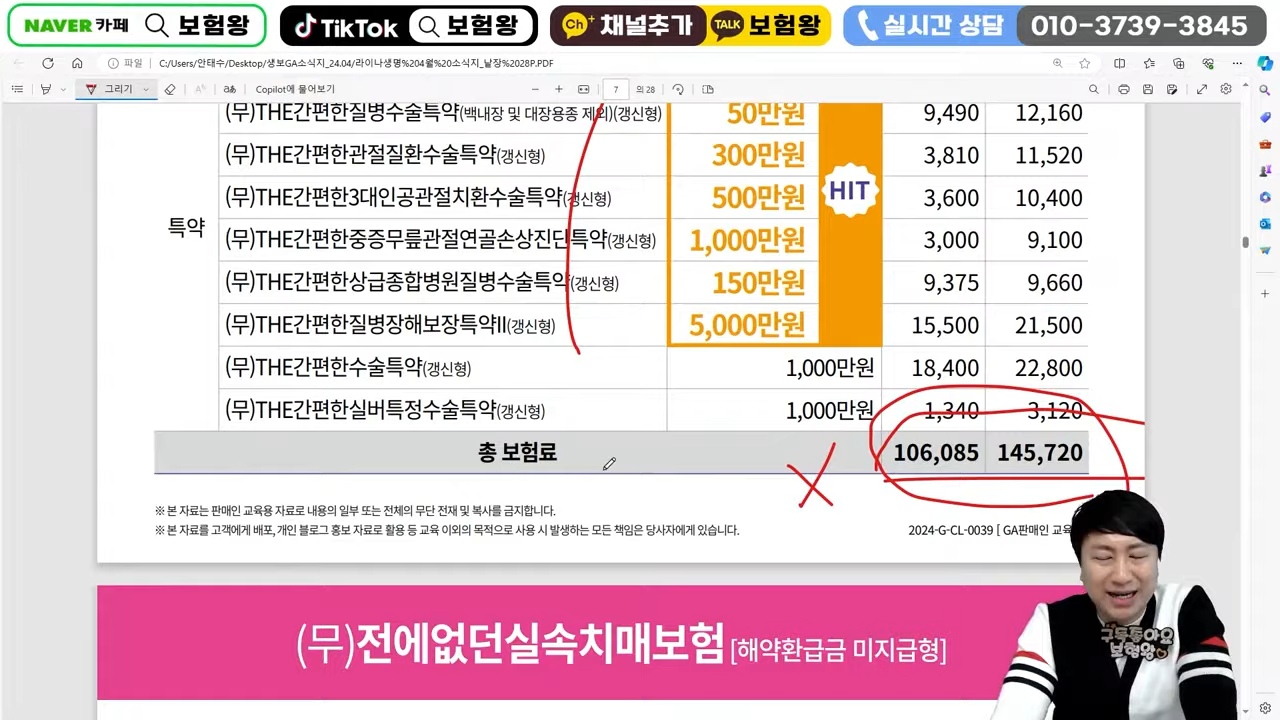 NAVER 카페 보험왕
TikTok 보험왕
Ch+ 채널추가 TALK 보험왕
실시간 상담 010-3739-3845
파일 C:/Users/안태수/Desktop/생보GA소식지_24.04/라이나생명%204월%20소식지_낱장%2028P.PDF
그리기 Copilot에 물어보기 7 의 28
(무)THE간편한질병수술특약(백내장 및 대장용종 제외)(갱신형) 50만원 9,490 12,160
(무)THE간편한관절질환수술특약(갱신형) 300만원 3,810 11,520
HIT
(무)THE간편한3대인공관절치환수술특약(갱신형) 500만원 3,600 10,400
특약
(무)THE간편한중증무릎관절연골손상진단특약(갱신형) 1,000만원 3,000 9,100
(무)THE간편한상급종합병원질병수술특약(갱신형) 150만원 9,375 9,660
(무)THE간편한질병장해보장특약II(갱신형) 5,000만원 15,500 21,500
(무)THE간편한수술특약(갱신형) 1,000만원 18,400 22,800
(무)THE간편한실버특정수술특약(갱신형) 1,000만원 1,340 3,120
총 보험료 106,085 145,720
※ 본 자료는 판매인 교육용 자료로 내용의 일부 또는 전체의 무단 전재 및 복사를 금지합니다.
※ 본 자료를 고객에게 배포, 개인 블로그 홍보 자료로 활용 등 교육 이외의 목적으로 사용 시 발생하는 모든 책임은 당사자에게 있습니다. 2024-G-CL-0039 [ GA판매인 교육
(무)전에없던실속치매보험 [해약환급금 미지급형]
구독좋아요
보험왕